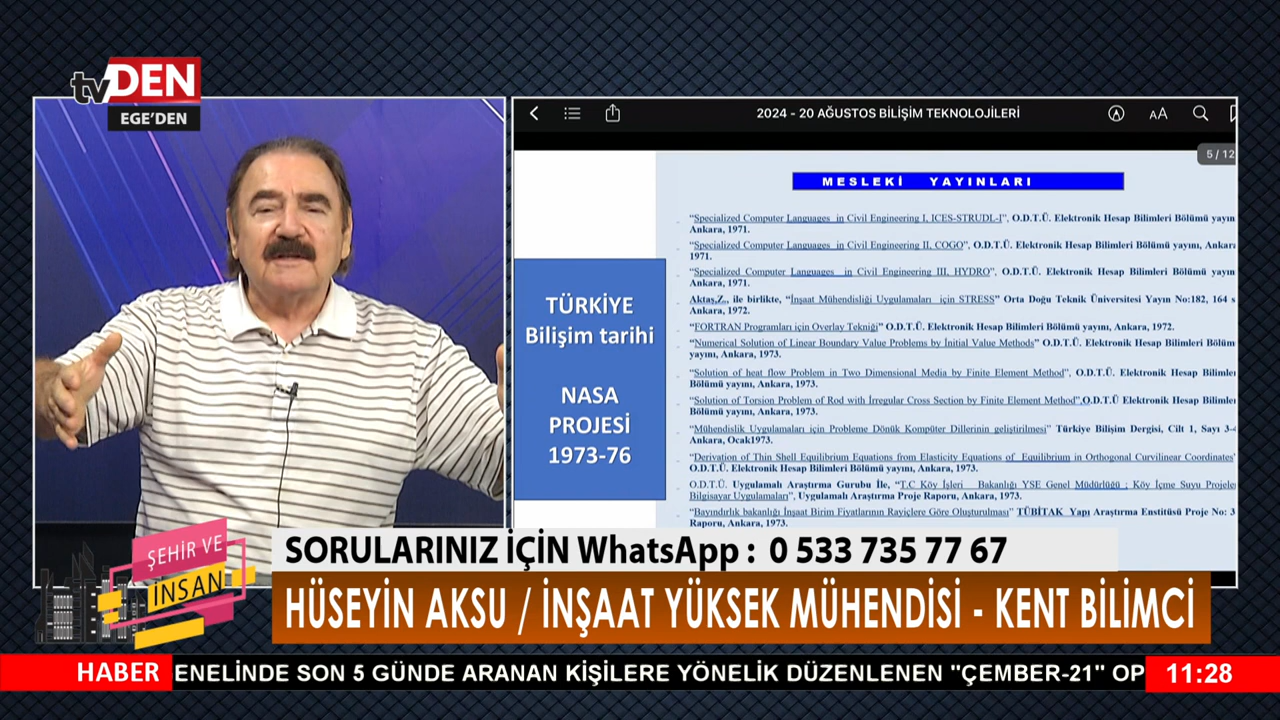 tvDEN
EGE'DEN
2024 - 20 AĞUSTOS BİLİŞİM TEKNOLOJİLERİ
AA
5 / 12
MESLEKİ YAYINLARI
TÜRKİYE
Bilişim tarihi
NASA
PROJESİ
1973-76
"Specialized Computer Languages in Civil Engineering I, ICES-STRUDL-I", O.D.T.Ü. Elektronik Hesap Bilimleri Bölümü yayın
Ankara, 1971.
"Specialized Computer Languages in Civil Engineering II, COGO", O.D.T.Ü. Elektronik Hesap Bilimleri Bölümü yayını, Ankara
1971.
"Specialized Computer Languages in Civil Engineering III, HYDRO", O.D.T.Ü. Elektronik Hesap Bilimleri Bölümü yayın
Ankara, 1971.
Aktaş,Z., ile birlikte, "İnşaat Mühendisliği Uygulamaları için STRESS" Orta Doğu Teknik Üniversitesi Yayın No:182, 164 s
Ankara, 1972.
"FORTRAN Programları için Overlay Tekniği" O.D.T.Ü. Elektronik Hesap Bilimleri Bölümü yayını, Ankara, 1972.
"Numerical Solution of Linear Boundary Value Problems by İnitial Value Methods" O.D.T.Ü. Elektronik Hesap Bilimleri Bölüm
yayını, Ankara, 1973.
"Solution of heat flow Problem in Two Dimensional Media by Finite Element Method", O.D.T.Ü. Elektronik Hesap Bilimler
Bölümü yayını, Ankara, 1973.
"Solution of Torsion Problem of Rod with İrregular Cross Section by Finite Element Method",O.D.T.Ü. Elektronik Hesap Bilimler
Bölümü yayını, Ankara, 1973.
"Mühendislik Uygulamaları için Probleme Dönük Kompüter Dillerinin geliştirilmesi" Türkiye Bilişim Dergisi, Cilt 1, Sayı 3-4
Ankara, Ocak1973.
"Derivation of Thin Shell Equilibrium Equations from Elasticity Equations of Equilibrium in Orthogonal Curvilinear Coordinates"
O.D.T.Ü. Elektronik Hesap Bilimleri Bölümü yayını, Ankara, 1973.
O.D.T.Ü. Uygulamalı Araştırma Gurubu İle, "T.C Köy İşleri Bakanlığı YSE Genel Müdürlüğü ; Köy İçme Suyu Projeler
Bilgisayar Uygulamaları", Uygulamalı Araştırma Proje Raporu, Ankara, 1973.
"Bayındırlık bakanlığı İnşaat Birim Fiyatlarının Rayiçlere Göre Oluşturulması" TÜBİTAK Yapı Araştırma Enstitüsü Proje No: 3
Raporu, Ankara, 1973.
ŞEHİR VE
İNSAN
SORULARINIZ İÇİN WhatsApp : 0 533 735 77 67
HÜSEYİN AKSU / İNŞAAT YÜKSEK MÜHENDİSİ - KENT BİLİMCİ
HABER ENELİNDE SON 5 GÜNDE ARANAN KİŞİLERE YÖNELİK DÜZENLENEN "ÇEMBER-21" OP 11:28